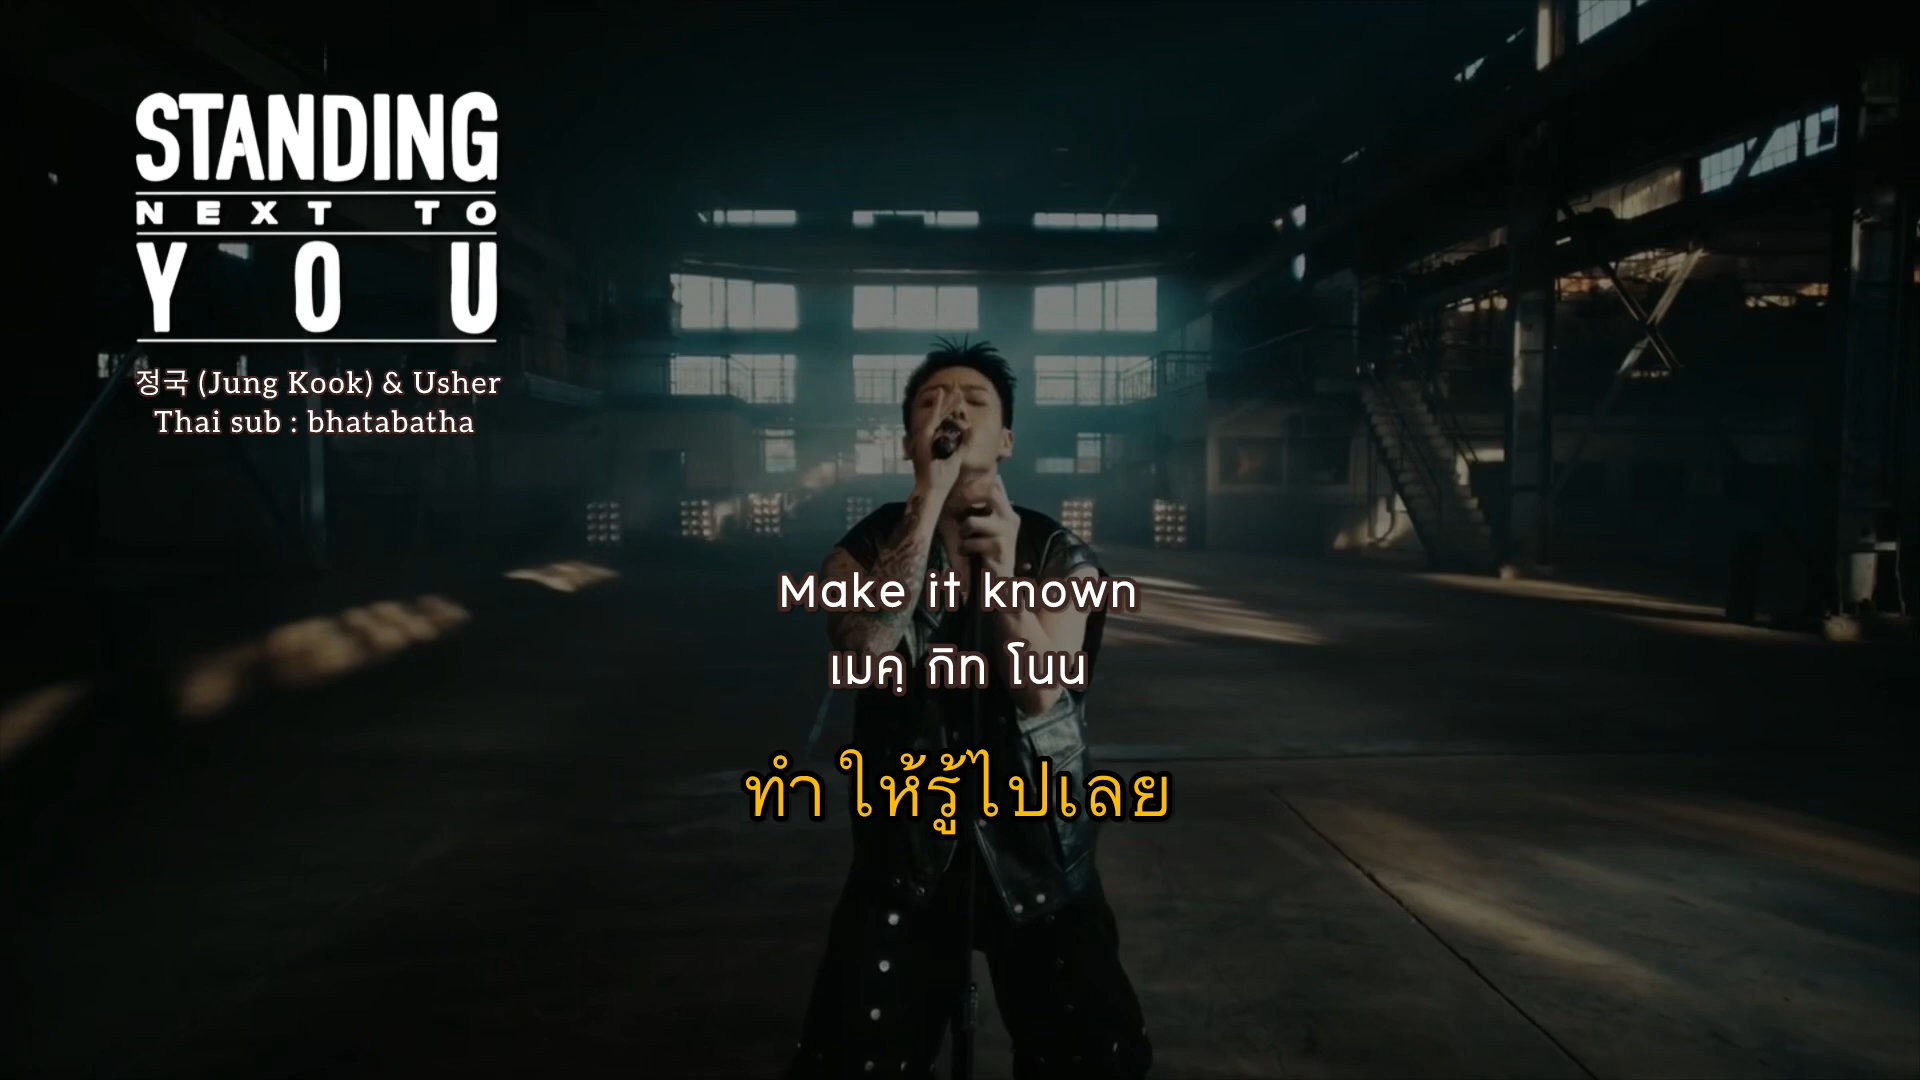 STANDING
NEXT TO
YOU
정국 (Jung Kook) & Usher
Thai sub : bhatabatha
Make it known
เมคฺ กิท โนน
ทำ ให้รู้ไปเลย